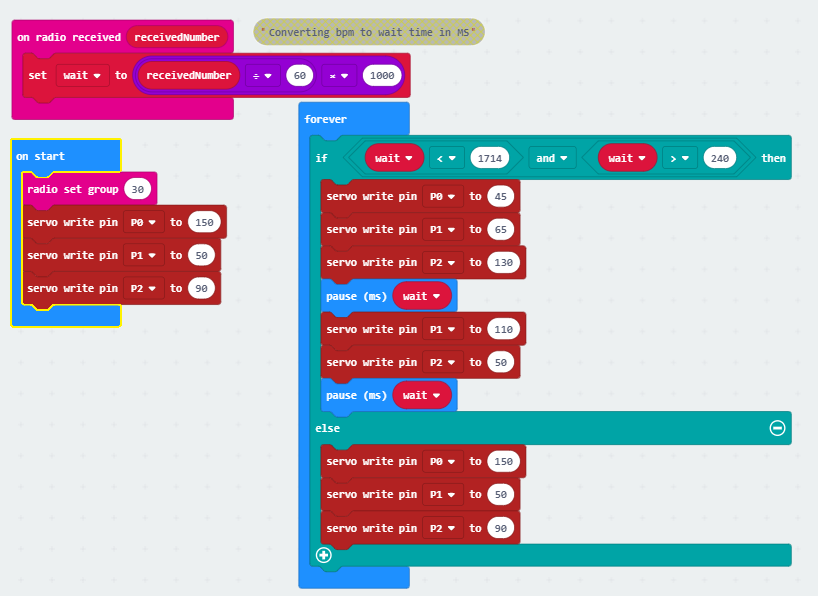 on radio received receivedNumber
"Converting bpm to wait time in MS"
set wait to receivedNumber ÷ 60 × 1000
forever
on start
if wait < 1714 and wait > 240 then
radio set group 30
servo write pin P0 to 150
servo write pin P1 to 50
servo write pin P2 to 90
servo write pin P0 to 45
servo write pin P1 to 65
servo write pin P2 to 130
pause (ms) wait
servo write pin P1 to 110
servo write pin P2 to 50
pause (ms) wait
else
servo write pin P0 to 150
servo write pin P1 to 50
servo write pin P2 to 90